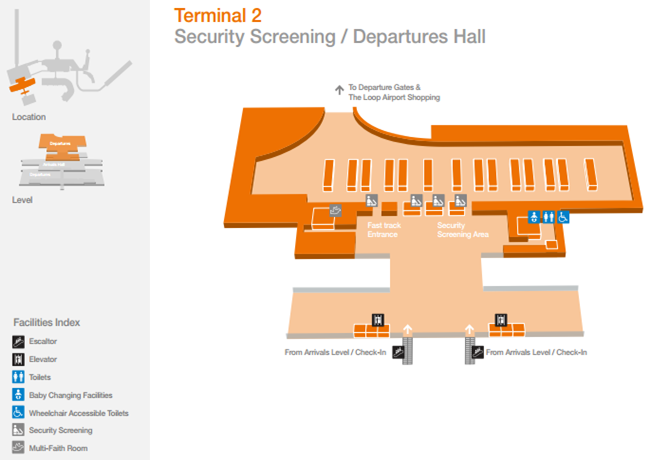 Terminal 2
Security Screening / Departures Hall
To Departure Gates &
The Loop Airport Shopping
Location
Departures
Departures
Level
Fast track
Entrance
Security
Screening Area
From Arrivals Level / Check-In
From Arrivals Level / Check-In
Facilities Index
Escaltor
Elevator
Toilets
Baby Changing Facilities
Wheelchair Accessible Toilets
Security Screening
Multi-Faith Room